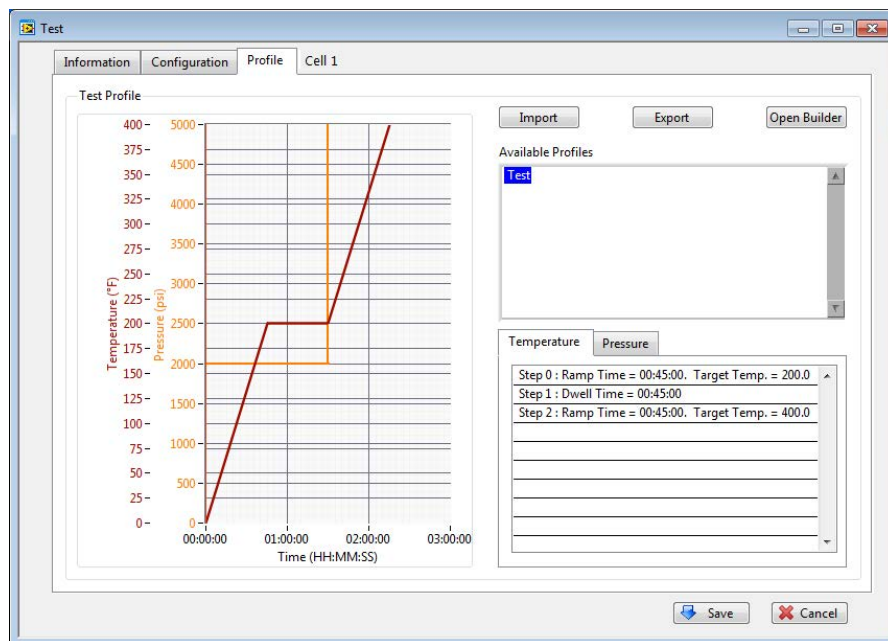 Test
Information Configuration Profile Cell 1
Test Profile
Import Export Open Builder
Available Profiles
Test
Temperature (°F)
400
375
350
325
300
275
250
225
200
175
150
125
100
75
50
25
0
Pressure (psi)
5000
4500
4000
3500
3000
2500
2000
1500
1000
500
0
00:00:00 01:00:00 02:00:00 03:00:00
Time (HH:MM:SS)
Temperature Pressure
Step 0 : Ramp Time = 00:45:00. Target Temp. = 200.0
Step 1 : Dwell Time = 00:45:00
Step 2 : Ramp Time = 00:45:00. Target Temp. = 400.0
Save Cancel